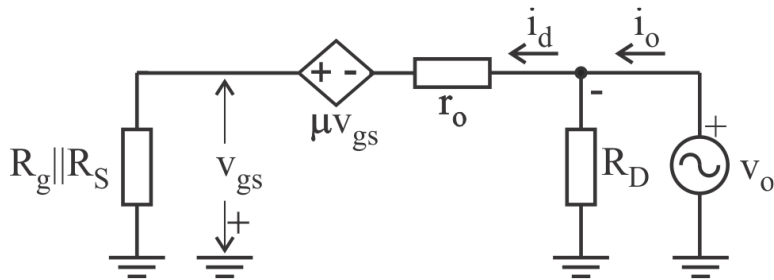 i_d
i_o
+ -
μv_gs
r_o
-
R_g||R_S
v_gs
+
R_D
+
v_o